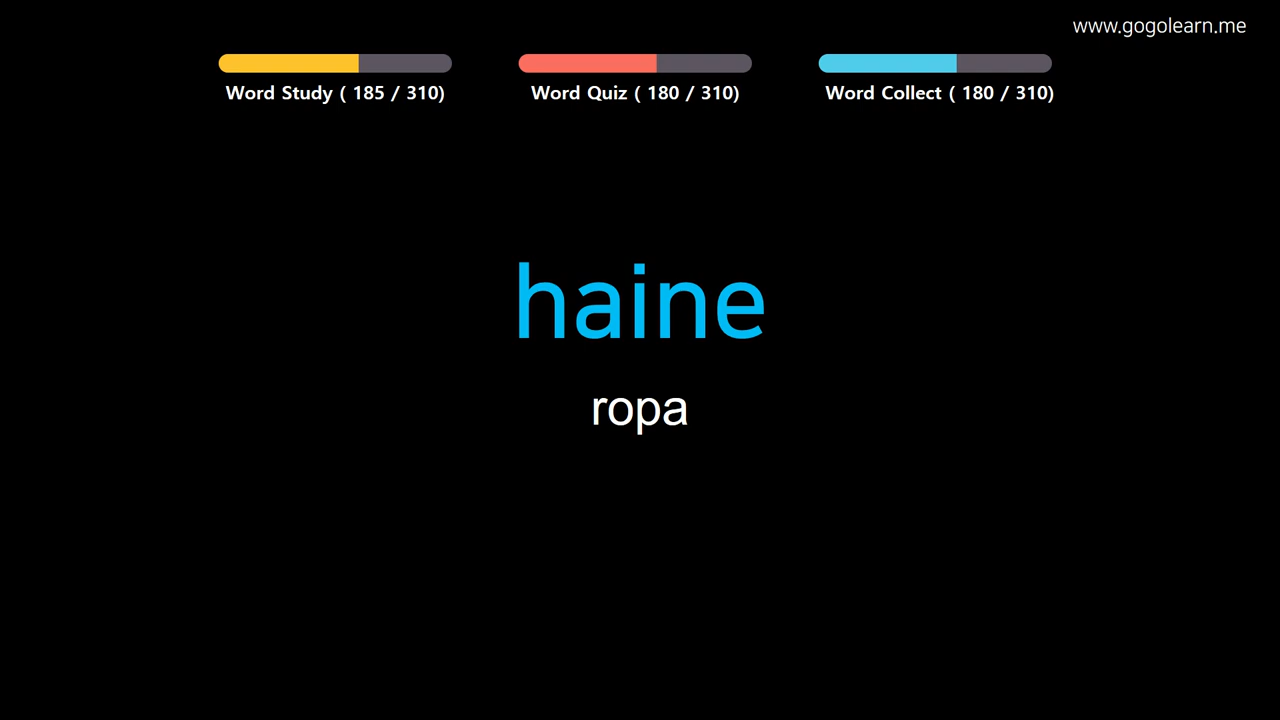 www.gogolearn.me
Word Study ( 185 / 310)
Word Quiz ( 180 / 310)
Word Collect ( 180 / 310)
haine
ropa